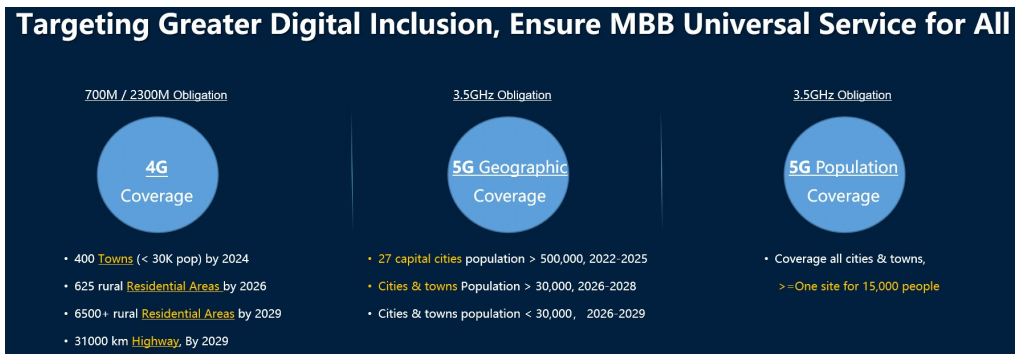 Targeting Greater Digital Inclusion, Ensure MBB Universal Service for All
700M / 2300M Obligation
4G
Coverage
• 400 Towns (< 30K pop) by 2024
• 625 rural Residential Areas by 2026
• 6500+ rural Residential Areas by 2029
• 31000 km Highway, By 2029
3.5GHz Obligation
5G Geographic
Coverage
• 27 capital cities population > 500,000, 2022-2025
• Cities & towns Population > 30,000, 2026-2028
• Cities & towns population < 30,000， 2026-2029
3.5GHz Obligation
5G Population
Coverage
• Coverage all cities & towns,
>=One site for 15,000 people